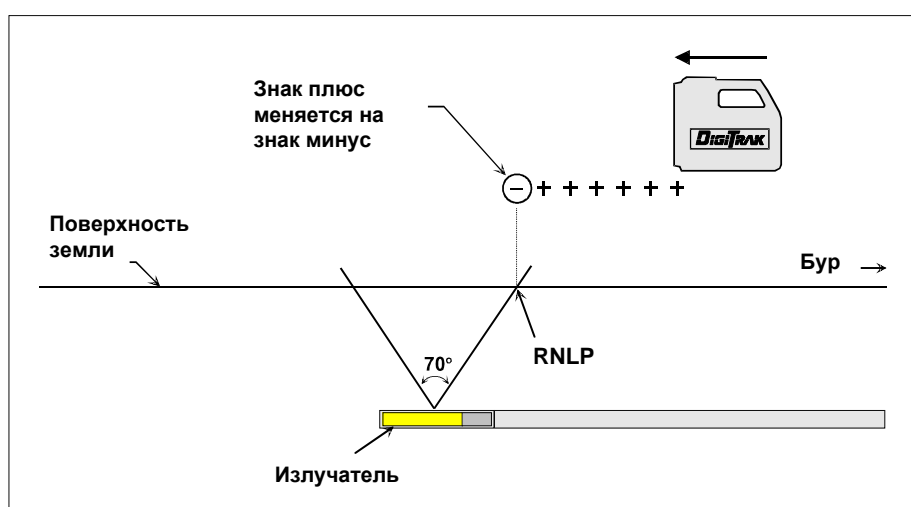 Знак плюс
меняется на
знак минус
DIGITRAK
− + + + + + +
Поверхность
земли
Бур
RNLP
70°
Излучатель